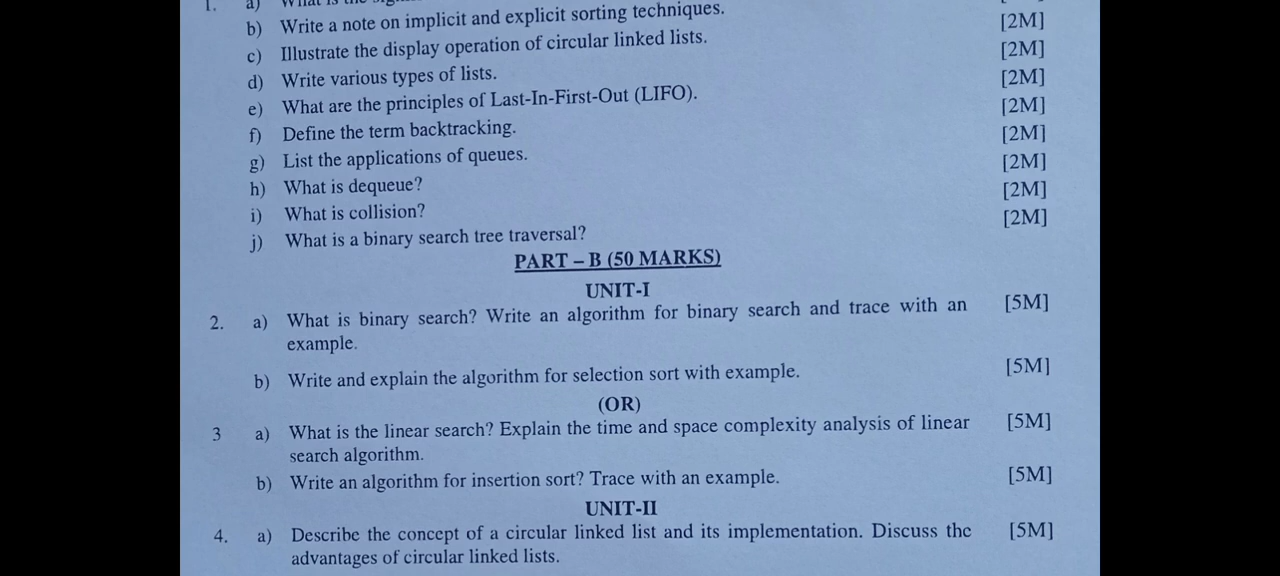 1. a) What is the
b) Write a note on implicit and explicit sorting techniques. [2M]
c) Illustrate the display operation of circular linked lists. [2M]
d) Write various types of lists. [2M]
e) What are the principles of Last-In-First-Out (LIFO). [2M]
f) Define the term backtracking. [2M]
g) List the applications of queues. [2M]
h) What is dequeue? [2M]
i) What is collision? [2M]
j) What is a binary search tree traversal?
PART – B (50 MARKS)
UNIT-I
2. a) What is binary search? Write an algorithm for binary search and trace with an [5M]
example.
b) Write and explain the algorithm for selection sort with example. [5M]
(OR)
3 a) What is the linear search? Explain the time and space complexity analysis of linear [5M]
search algorithm.
b) Write an algorithm for insertion sort? Trace with an example. [5M]
UNIT-II
4. a) Describe the concept of a circular linked list and its implementation. Discuss the [5M]
advantages of circular linked lists.